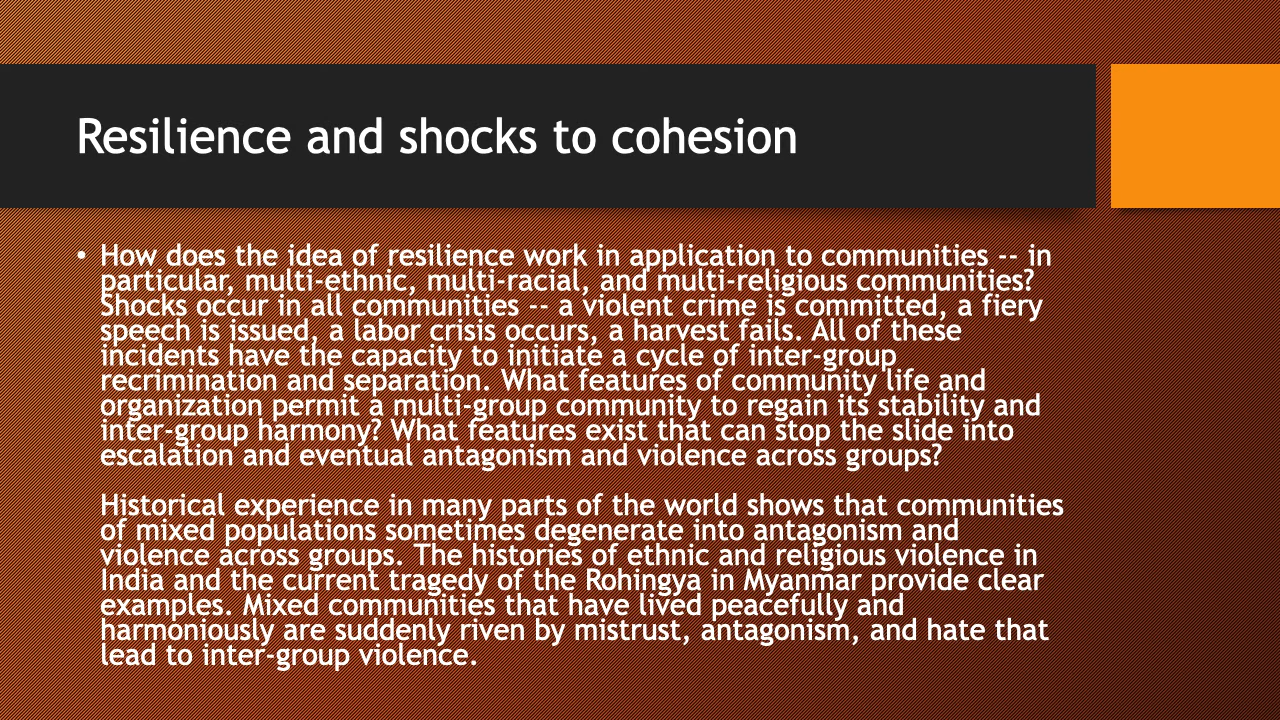 Resilience and shocks to cohesion
• How does the idea of resilience work in application to communities -- in
particular, multi-ethnic, multi-racial, and multi-religious communities?
Shocks occur in all communities -- a violent crime is committed, a fiery
speech is issued, a labor crisis occurs, a harvest fails. All of these
incidents have the capacity to initiate a cycle of inter-group
recrimination and separation. What features of community life and
organization permit a multi-group community to regain its stability and
inter-group harmony? What features exist that can stop the slide into
escalation and eventual antagonism and violence across groups?
Historical experience in many parts of the world shows that communities
of mixed populations sometimes degenerate into antagonism and
violence across groups. The histories of ethnic and religious violence in
India and the current tragedy of the Rohingya in Myanmar provide clear
examples. Mixed communities that have lived peacefully and
harmoniously are suddenly riven by mistrust, antagonism, and hate that
lead to inter-group violence.